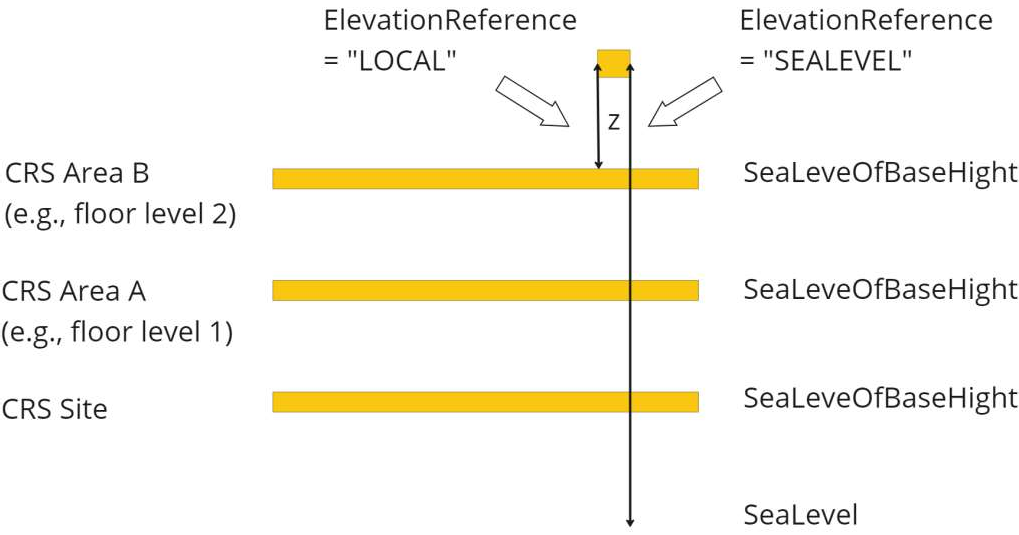 ElevationReference
= "LOCAL"
ElevationReference
= "SEALEVEL"
Z
CRS Area B
(e.g., floor level 2)
SeaLeveOfBaseHight
CRS Area A
(e.g., floor level 1)
SeaLeveOfBaseHight
CRS Site
SeaLeveOfBaseHight
SeaLevel